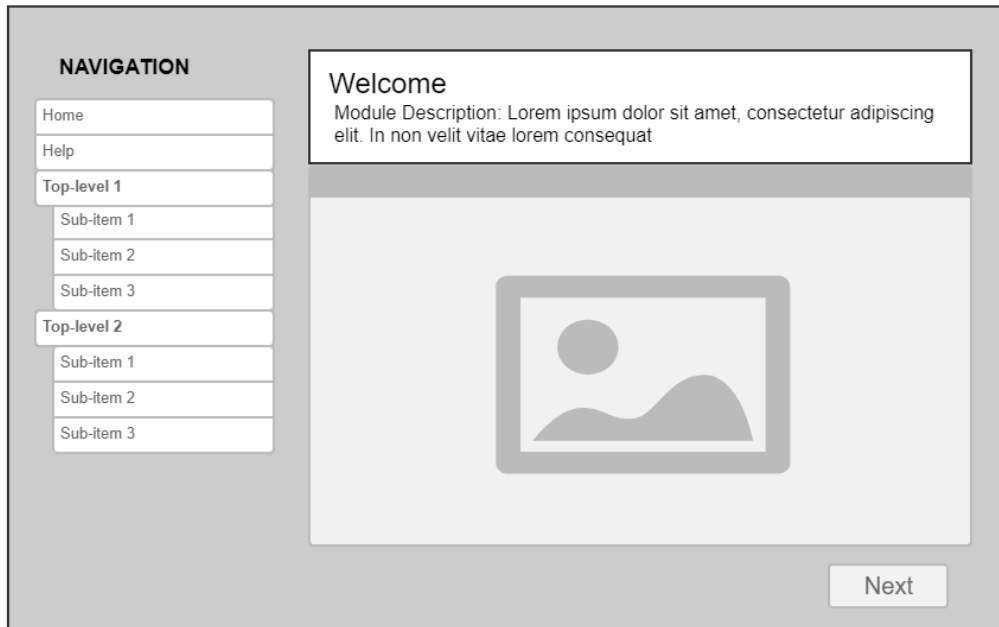 NAVIGATION
Home
Help
Top-level 1
Sub-item 1
Sub-item 2
Sub-item 3
Top-level 2
Sub-item 1
Sub-item 2
Sub-item 3
Welcome
Module Description: Lorem ipsum dolor sit amet, consectetur adipiscing
elit. In non velit vitae lorem consequat
Next